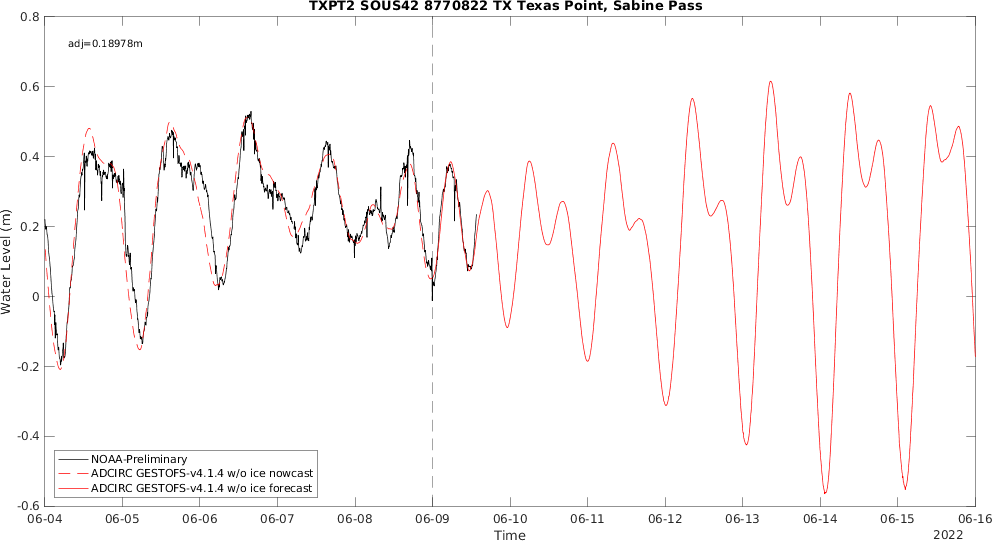 TXPT2 SOUS42 8770822 TX Texas Point, Sabine Pass
adj=0.18978m
Water Level (m)
0.8
0.6
0.4
0.2
0
-0.2
-0.4
-0.6
NOAA-Preliminary
ADCIRC GESTOFS-v4.1.4 w/o ice nowcast
ADCIRC GESTOFS-v4.1.4 w/o ice forecast
06-04 06-05 06-06 06-07 06-08 06-09 06-10 06-11 06-12 06-13 06-14 06-15 06-16
Time
2022